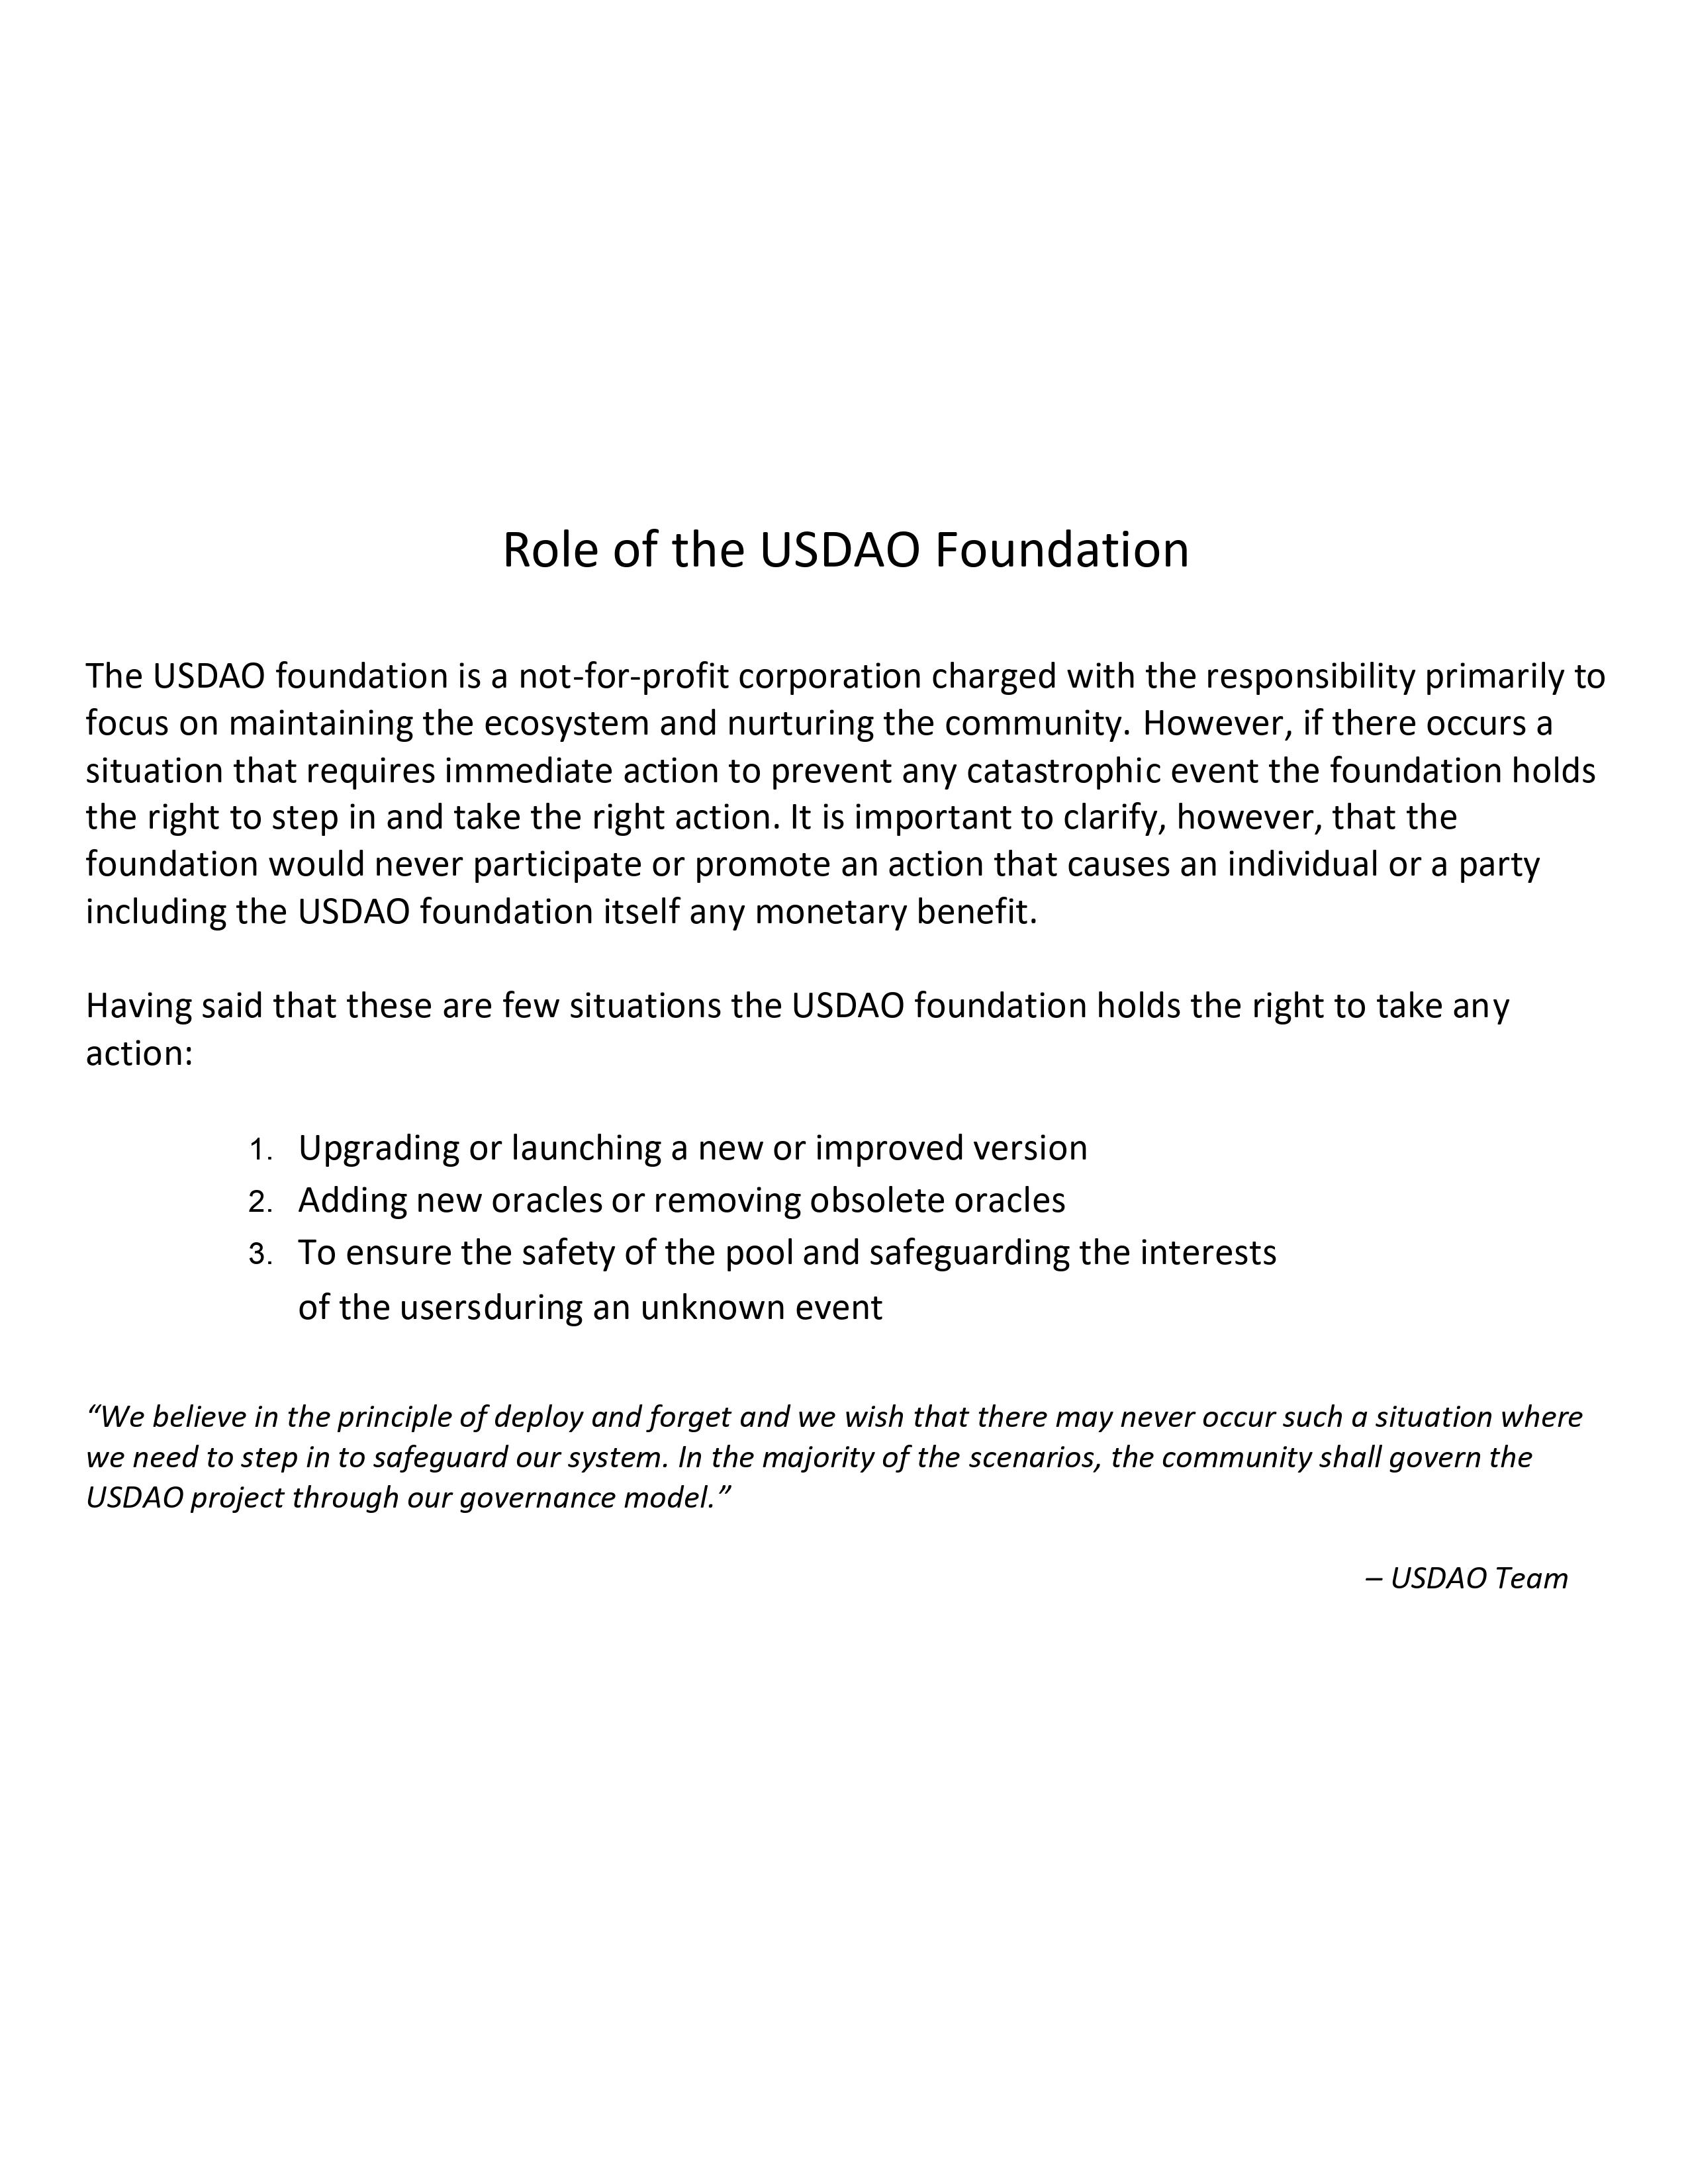 Role of the USDAO Foundation
The USDAO foundation is a not-for-profit corporation charged with the responsibility primarily to
focus on maintaining the ecosystem and nurturing the community. However, if there occurs a
situation that requires immediate action to prevent any catastrophic event the foundation holds
the right to step in and take the right action. It is important to clarify, however, that the
foundation would never participate or promote an action that causes an individual or a party
including the USDAO foundation itself any monetary benefit.
Having said that these are few situations the USDAO foundation holds the right to take any
action:
1. Upgrading or launching a new or improved version
2. Adding new oracles or removing obsolete oracles
3. To ensure the safety of the pool and safeguarding the interests
of the usersduring an unknown event
“We believe in the principle of deploy and forget and we wish that there may never occur such a situation where
we need to step in to safeguard our system. In the majority of the scenarios, the community shall govern the
USDAO project through our governance model.”
– USDAO Team